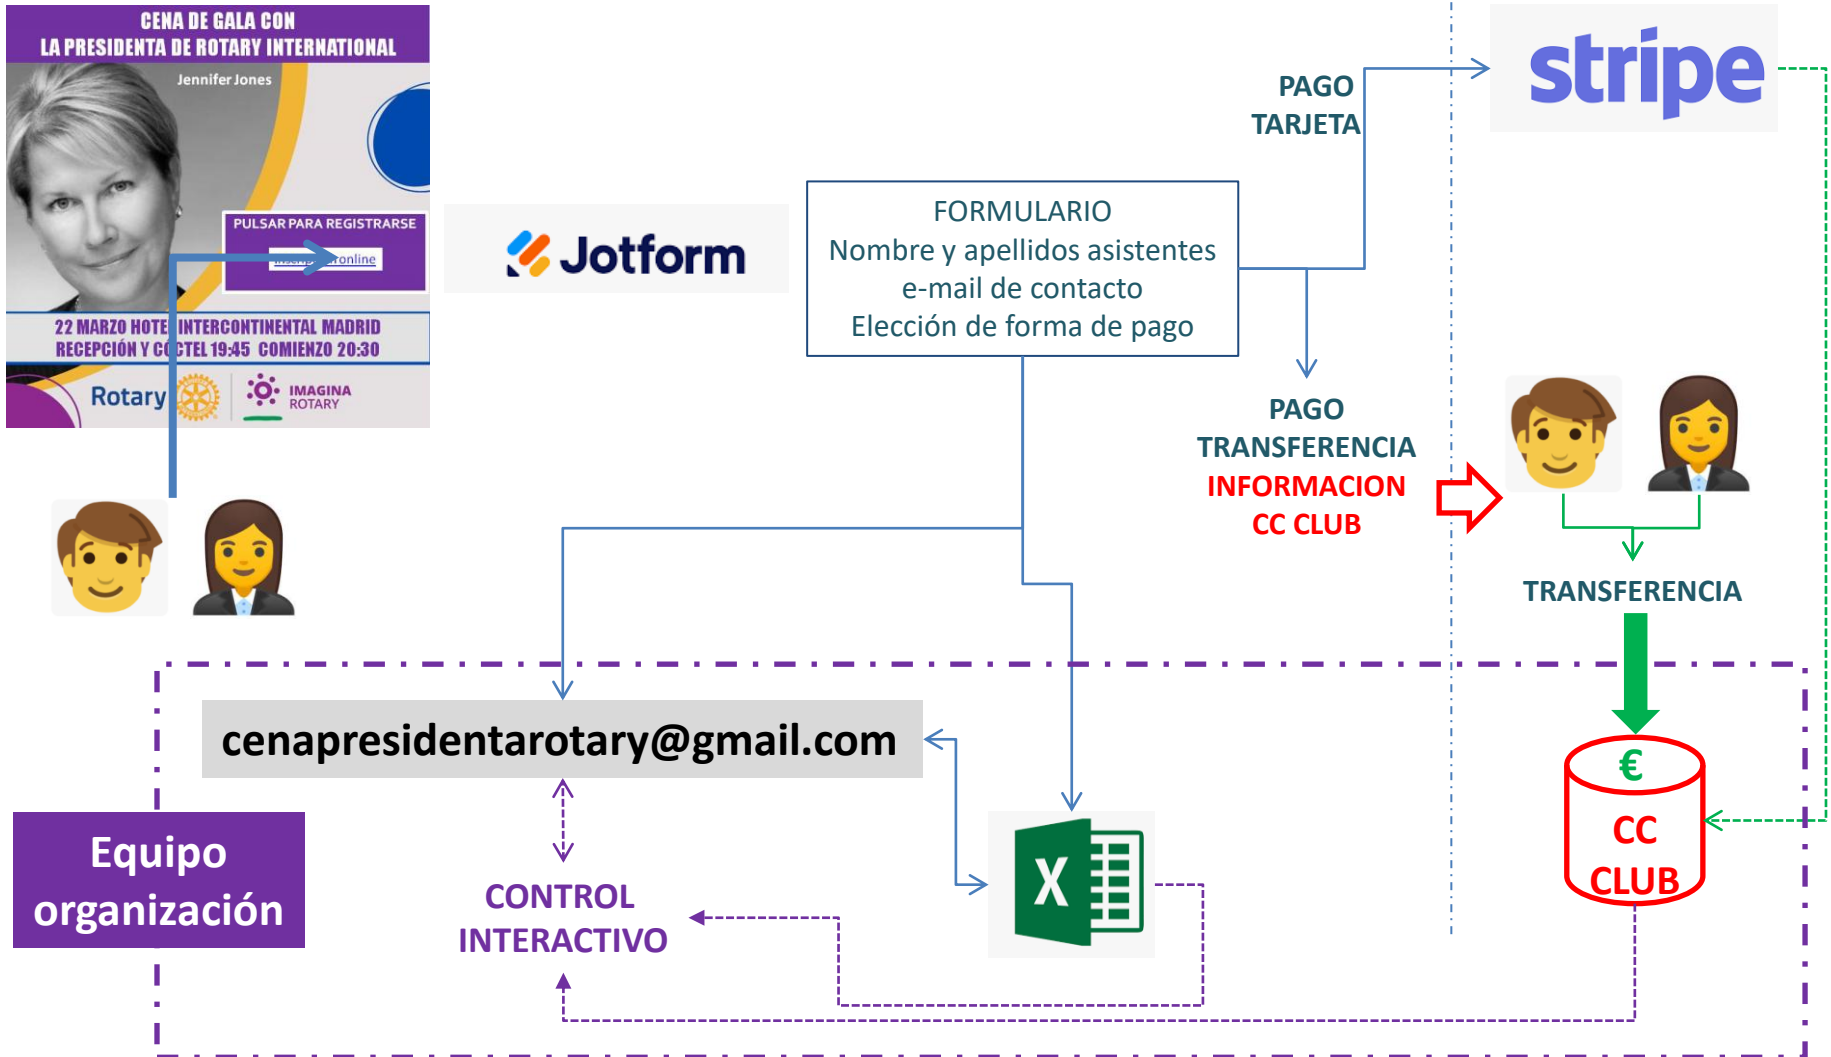 CENA DE GALA CON
LA PRESIDENTA DE ROTARY INTERNATIONAL
Jennifer Jones
PULSAR PARA REGISTRARSE
22 MARZO HOTEL INTERCONTINENTAL MADRID
RECEPCIÓN Y COCTEL 19:45 COMIENZO 20:30
Rotary
IMAGINA
ROTARY
Jotform
FORMULARIO
Nombre y apellidos asistentes
e-mail de contacto
Elección de forma de pago
PAGO
TARJETA
stripe
PAGO
TRANSFERENCIA
INFORMACION
CC CLUB
TRANSFERENCIA
cenapresidentarotary@gmail.com
Equipo
organización
CONTROL
INTERACTIVO
X
€
CC
CLUB